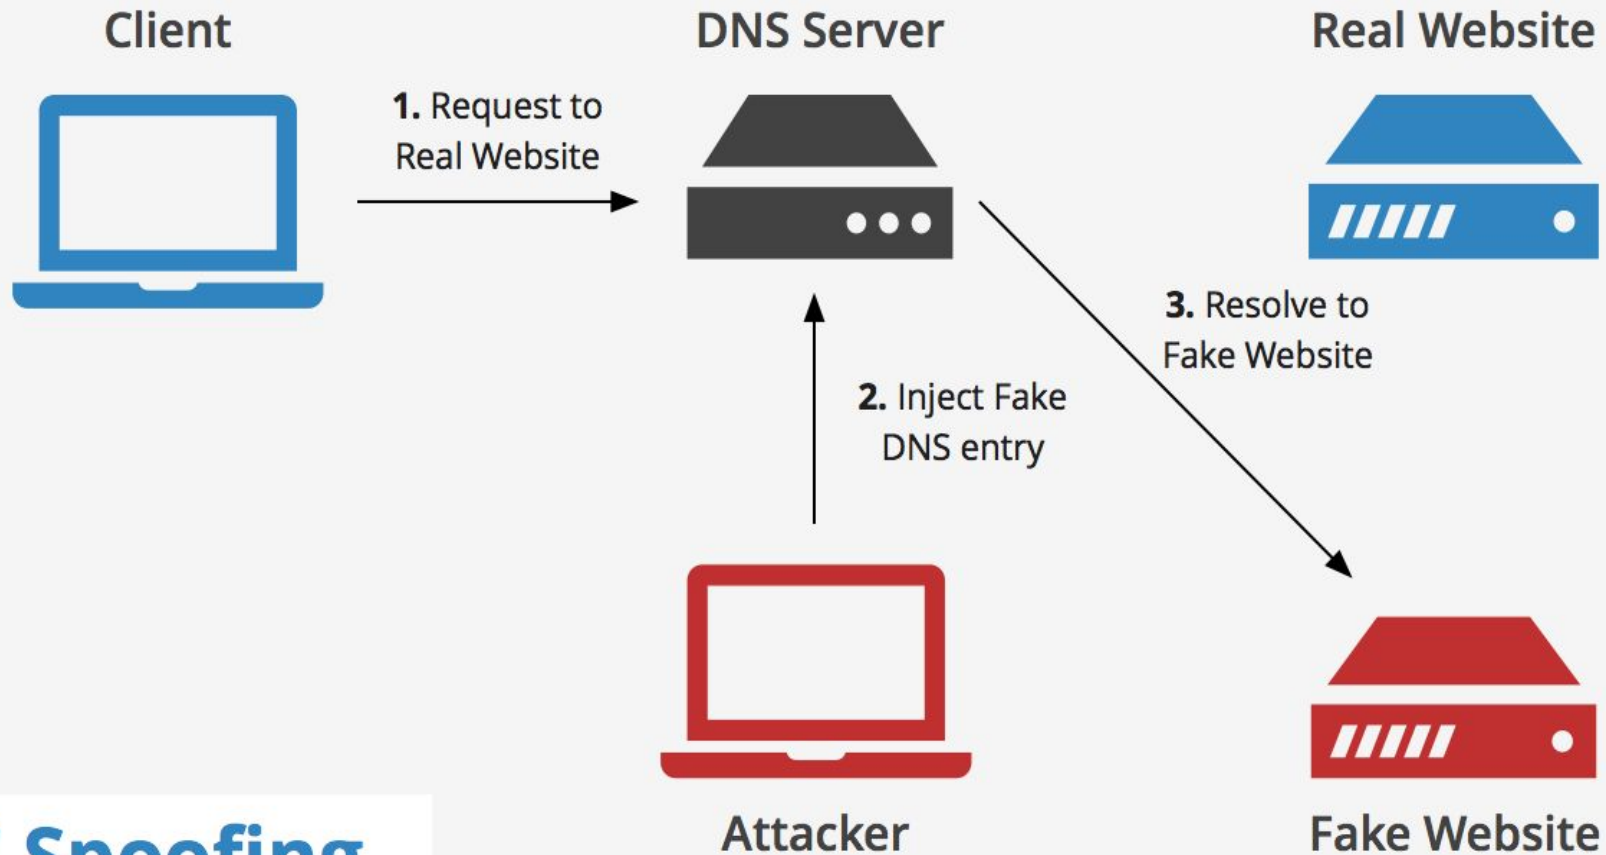 Client
DNS Server
Real Website
1. Request to
Real Website
3. Resolve to
Fake Website
2. Inject Fake
DNS entry
Spoofing
Attacker
Fake Website